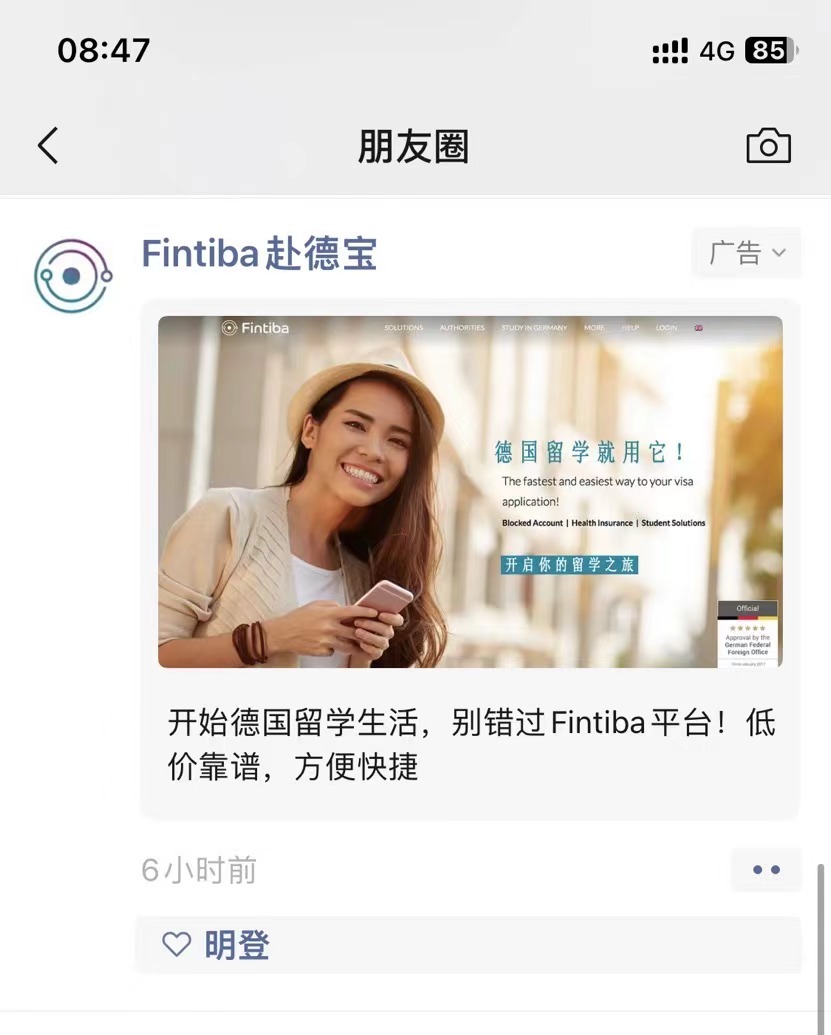 08:47
4G 85
朋友圈
Fintiba赴德宝
广告
Fintiba
SOLUTIONS AUTHORITIES STUDY IN GERMANY MORE HELP LOGIN
德国留学就用它！
The fastest and easiest way to your visa
application!
Blocked Account | Health Insurance | Student Solutions
开启你的留学之旅
Official
Approval by the
German Federal
Foreign Office
开始德国留学生活，别错过Fintiba平台！低
价靠谱，方便快捷
6小时前
明登